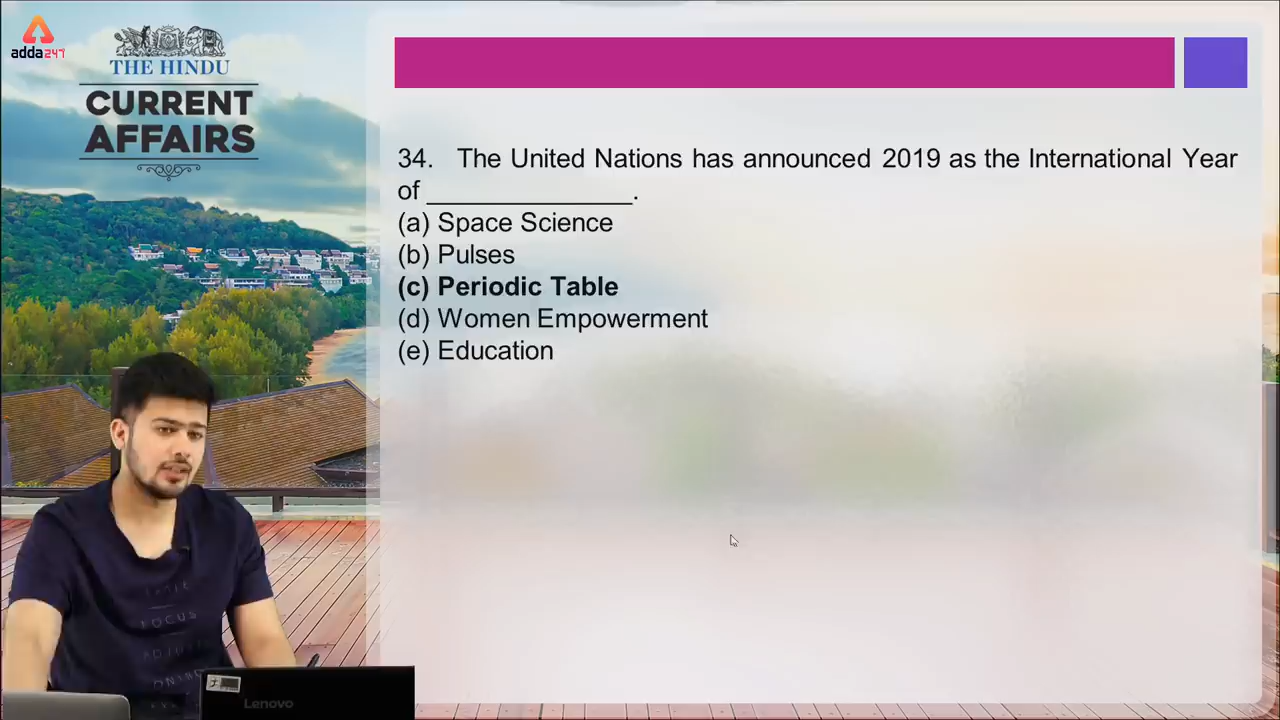 adda247
THE HINDU
CURRENT
AFFAIRS
34. The United Nations has announced 2019 as the International Year
of ______________.
(a) Space Science
(b) Pulses
(c) Periodic Table
(d) Women Empowerment
(e) Education
FOCUS
Lenovo